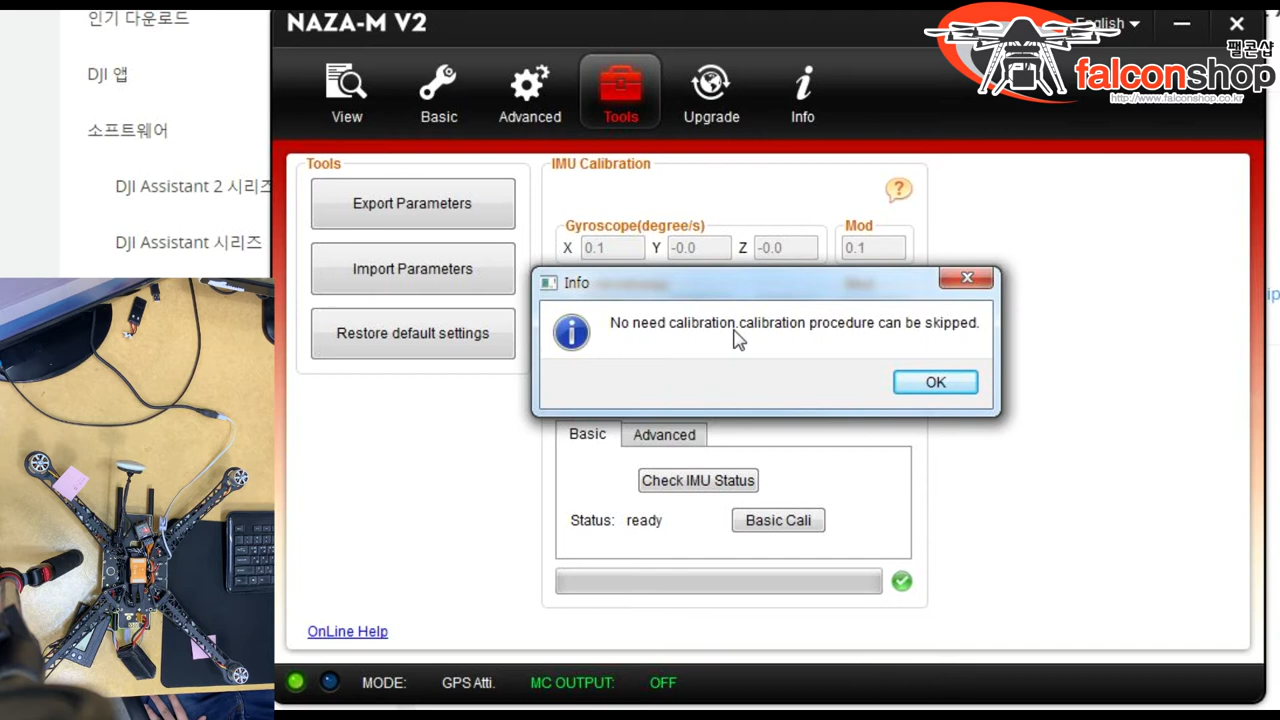 인기 다운로드
DJI 앱
소프트웨어
DJI Assistant 2 시리즈
DJI Assistant 시리즈
NAZA-M V2
English
팰콘샵
falconshop
http://www.falconshop.co.kr
View
Basic
Advanced
Tools
Upgrade
Info
Tools
Export Parameters
Import Parameters
Restore default settings
IMU Calibration
?
Gyroscope(degree/s)
Mod
X 0.1 Y -0.0 Z -0.0
0.1
Info
No need calibration,calibration procedure can be skipped.
OK
Basic
Advanced
Check IMU Status
Status: ready
Basic Cali
OnLine Help
MODE: GPS Atti. MC OUTPUT: OFF